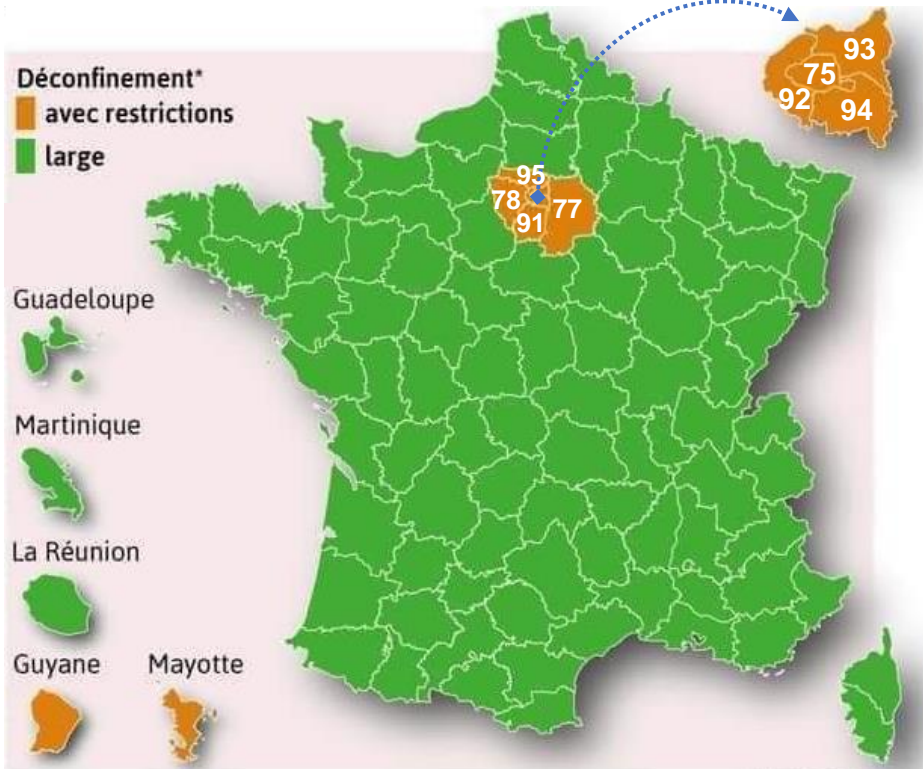 Déconfinement*
avec restrictions
large
93
75
92
94
95
78
77
91
Guadeloupe
Martinique
La Réunion
Guyane
Mayotte